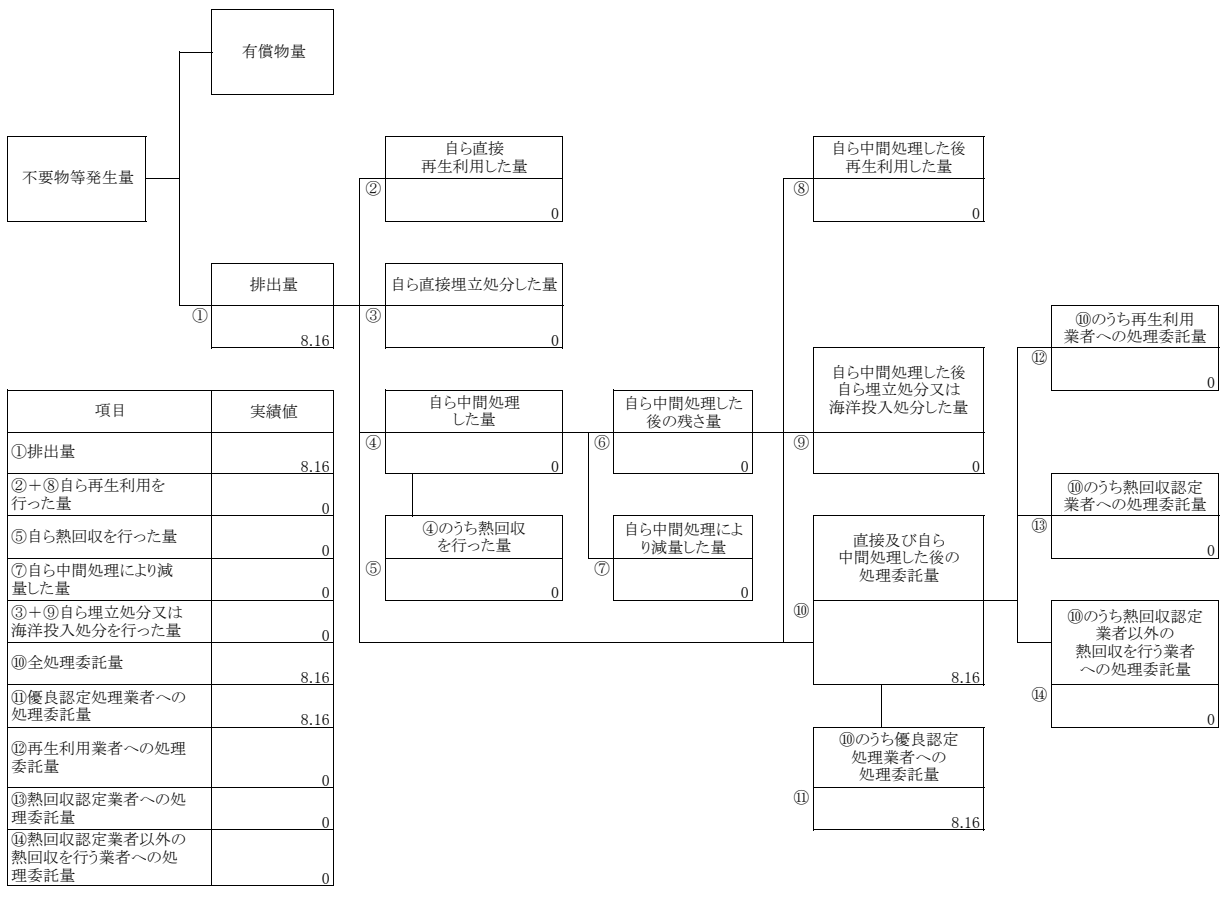 有償物量
不要物等発生量
排出量
①
8.16
自ら直接
再生利用した量
②
0
自ら直接埋立処分した量
③
0
自ら中間処理
した量
④
0
④のうち熱回収
を行った量
⑤
0
自ら中間処理した
後の残さ量
⑥
0
自ら中間処理によ
り減量した量
⑦
0
自ら中間処理した後
再生利用した量
⑧
0
自ら中間処理した後
自ら埋立処分又は
海洋投入処分した量
⑨
0
直接及び自ら
中間処理した後の
処理委託量
⑩
8.16
⑩のうち優良認定
処理業者への
処理委託量
⑪
8.16
⑩のうち再生利用
業者への処理委託量
⑫
0
⑩のうち熱回収認定
業者への処理委託量
⑬
0
⑩のうち熱回収認定
業者以外の
熱回収を行う業者
への処理委託量
⑭
0
項目 実績値
①排出量
8.16
②＋⑧自ら再生利用を
行った量
0
⑤自ら熱回収を行った量
0
⑦自ら中間処理により減
量した量
0
③＋⑨自ら埋立処分又は
海洋投入処分を行った量
0
⑩全処理委託量
8.16
⑪優良認定処理業者への
処理委託量
8.16
⑫再生利用業者への処理
委託量
0
⑬熱回収認定業者への処
理委託量
0
⑭熱回収認定業者以外の
熱回収を行う業者への処
理委託量
0